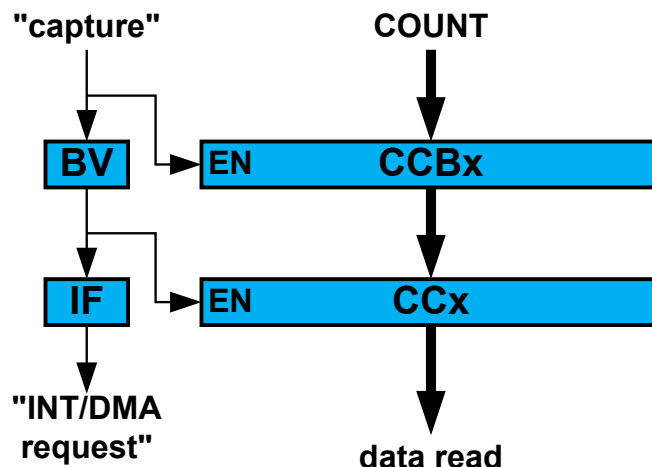 "capture" COUNT
BV EN CCBx
IF EN CCx
"INT/DMA
request" data read